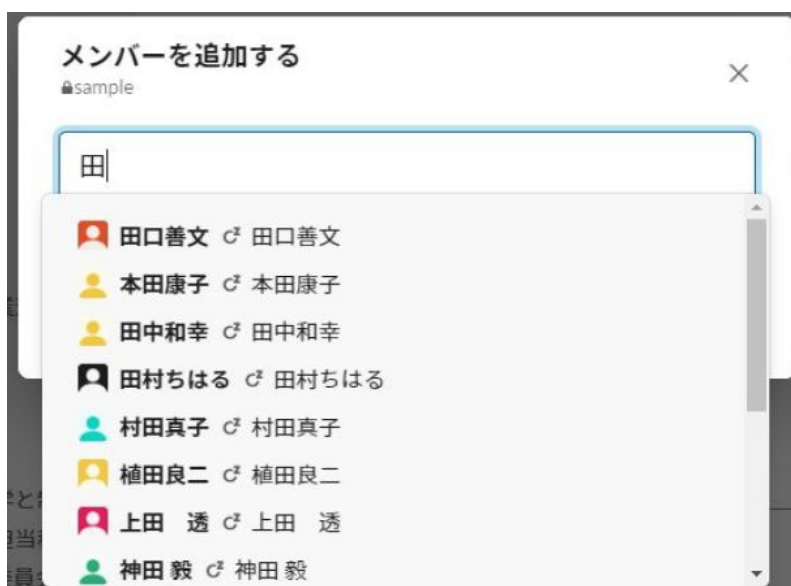 メンバーを追加する
sample
田
田口善文 田口善文
本田康子 本田康子
田中和幸 田中和幸
田村ちはる 田村ちはる
村田真子 村田真子
植田良二 植田良二
上田　透 上田　透
神田 毅 神田 毅